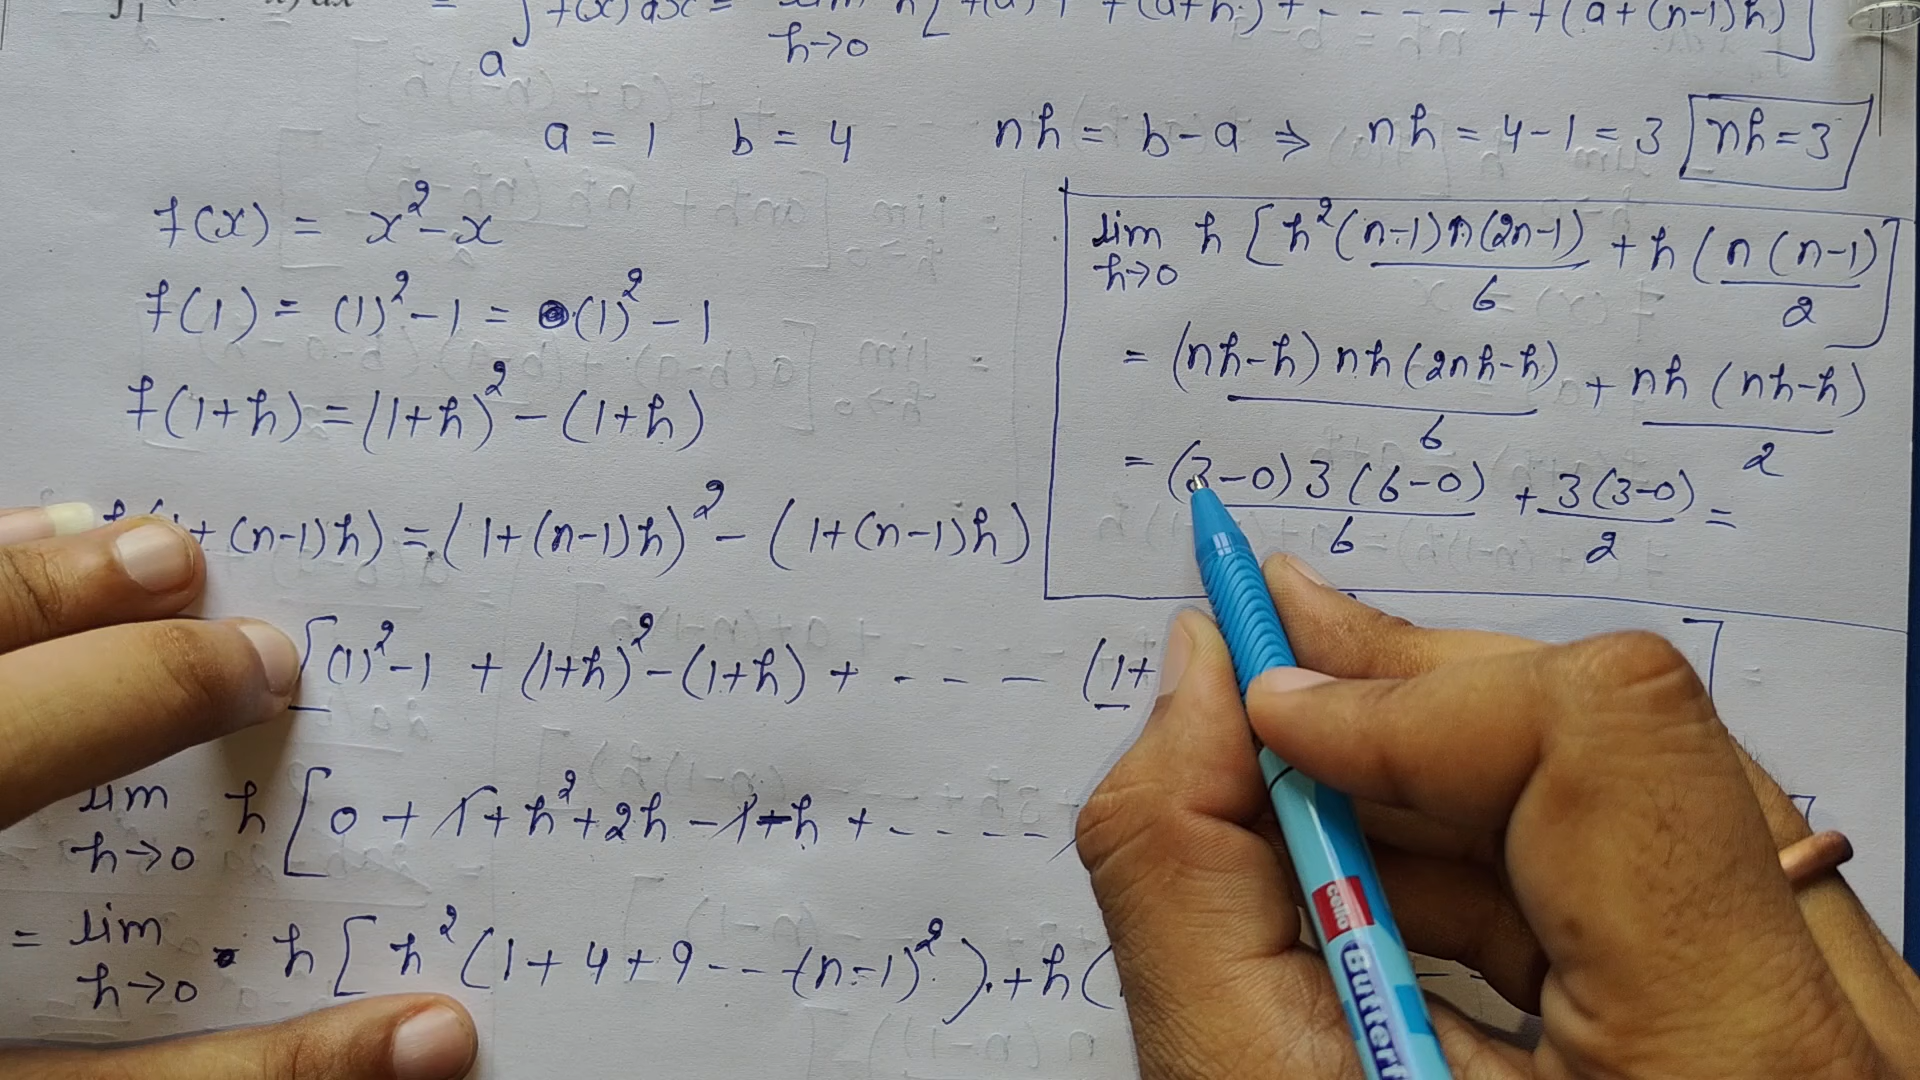 ∫ f(x) dx = lim h→0 h [ f(a) + f(a+h) + - - - - + f(a+(n-1)h) ]
a
a = 1 b = 4 nh = b-a ⇒ nh = 4-1 = 3 nh = 3
f(x) = x² - x
f(1) = (1)² - 1 = (1)² - 1
f(1+h) = (1+h)² - (1+h)
+ (n-1)h) = (1+(n-1)h)² - (1+(n-1)h)
lim h→0 h [ h² (n-1)n(2n-1)/6 + h ( n(n-1)/2 ]
= (nh-h) nh (2nh-h)/6 + nh (nh-h)/2
= (3-0) 3 (6-0)/6 + 3(3-0)/2 =
[ (1)² - 1 + (1+h)² - (1+h) + - - - (1+
lim h→0 h [ 0 + 1 + h² + 2h - 1 + h + - - - -
= lim h→0 h [ h² (1 + 4 + 9 - - - (n-1)² ) + h (
cello
Butterf